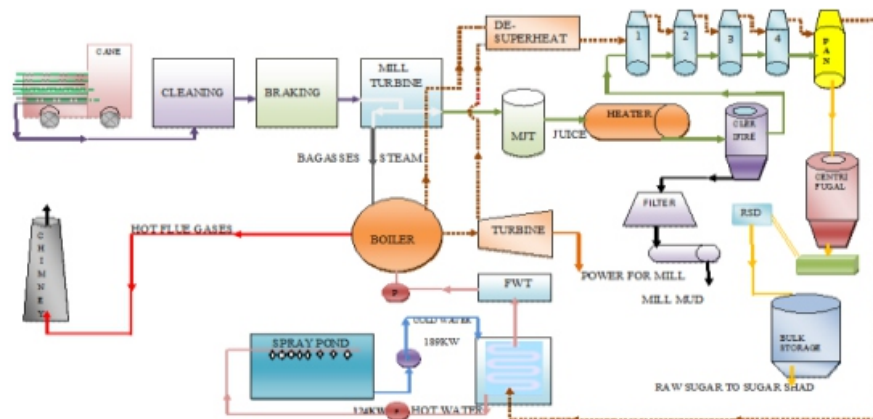 CANE
CLEANING
BRAKING
MILL
TURBINE
DE-
SUPERHEAT
1
2
3
4
PAN
MJT
JUICE
HEATER
CLER
IFIRE
BAGASSES
STEAM
CENTRI
FUGAL
FILTER
RSD
CHIMNEY
HOT FLUE GASES
BOILER
TURBINE
POWER FOR MILL
MILL MUD
P
FWT
BULK
STORAGE
SPRAY POND
COLD WATER
189KW
124KW
P
HOT WATER
RAW SUGAR TO SUGAR SHAD